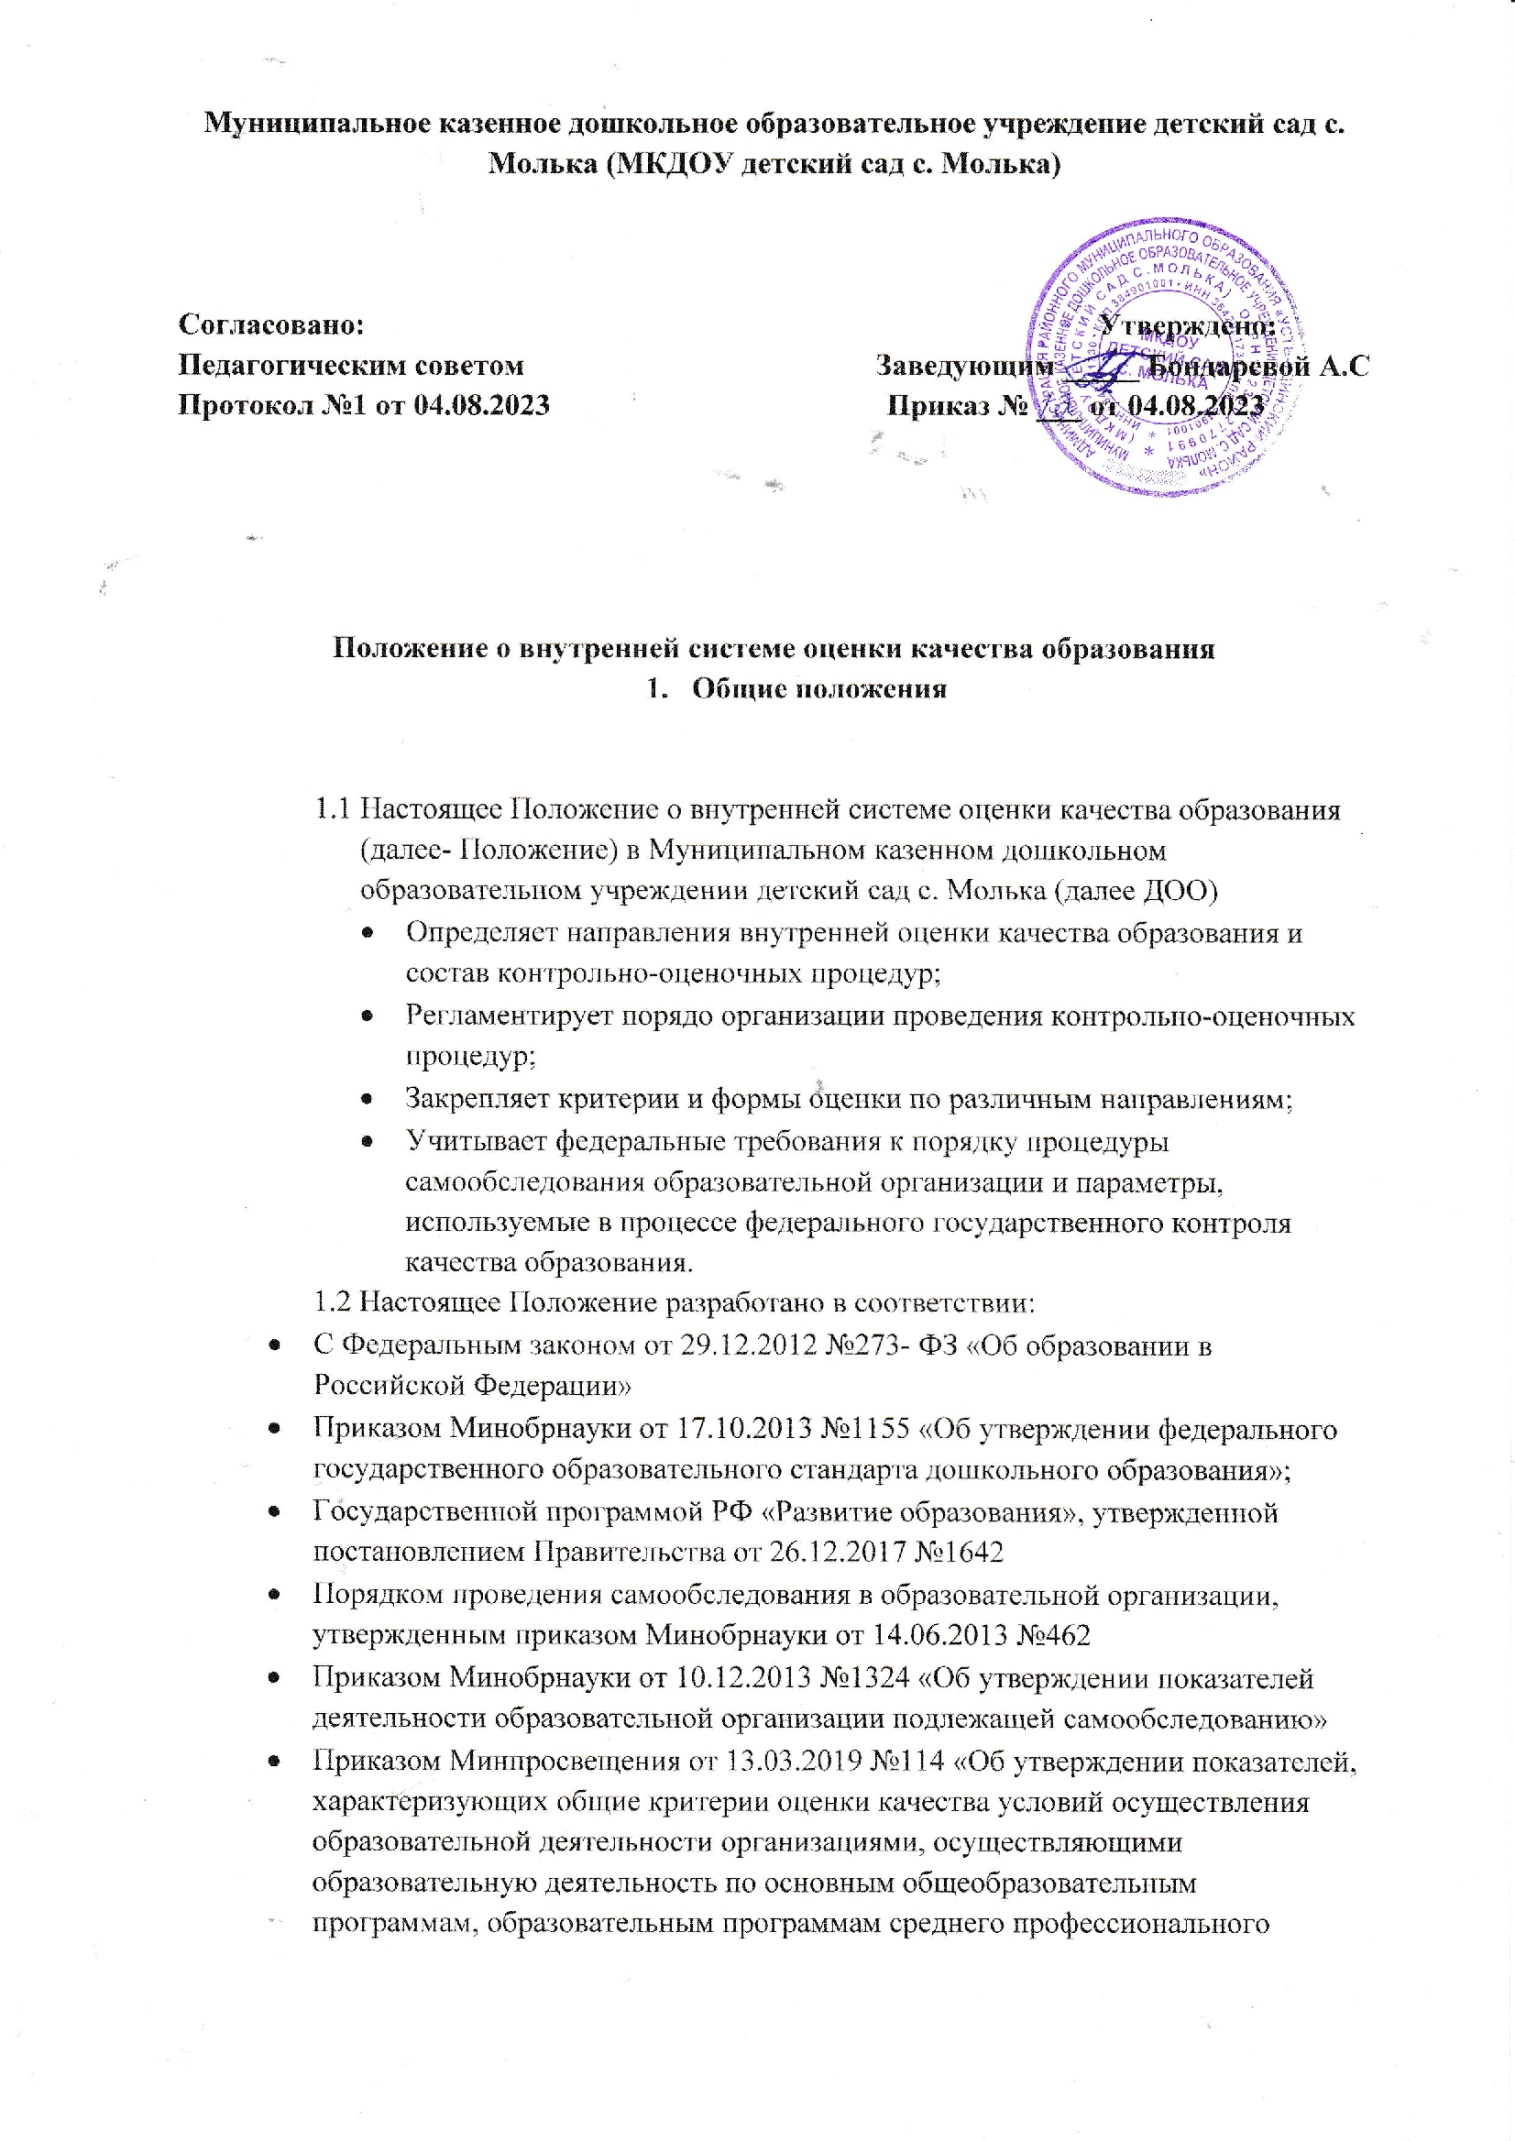 Муниципальное казенное дошкольное образовательное учреждение детский сад с.
Молька (МКДОУ детский сад с. Молька)
Согласовано: Утверждено:
Педагогическим советом Заведующим _____ Бондаревой А.С
Протокол №1 от 04.08.2023 Приказ № ___ от 04.08.2023
МКДОУ
ДЕТСКИЙ САД
С. МОЛЬКА
Положение о внутренней системе оценки качества образования
1. Общие положения
1.1 Настоящее Положение о внутренней системе оценки качества образования
(далее- Положение) в Муниципальном казенном дошкольном
образовательном учреждении детский сад с. Молька (далее ДОО)
• Определяет направления внутренней оценки качества образования и
состав контрольно-оценочных процедур;
• Регламентирует порядо организации проведения контрольно-оценочных
процедур;
• Закрепляет критерии и формы оценки по различным направлениям;
• Учитывает федеральные требования к порядку процедуры
самообследования образовательной организации и параметры,
используемые в процессе федерального государственного контроля
качества образования.
1.2 Настоящее Положение разработано в соответствии:
• С Федеральным законом от 29.12.2012 №273- ФЗ «Об образовании в
Российской Федерации»
• Приказом Минобрнауки от 17.10.2013 №1155 «Об утверждении федерального
государственного образовательного стандарта дошкольного образования»;
• Государственной программой РФ «Развитие образования», утвержденной
постановлением Правительства от 26.12.2017 №1642
• Порядком проведения самообследования в образовательной организации,
утвержденным приказом Минобрнауки от 14.06.2013 №462
• Приказом Минобрнауки от 10.12.2013 №1324 «Об утверждении показателей
деятельности образовательной организации подлежащей самообследованию»
• Приказом Минпросвещения от 13.03.2019 №114 «Об утверждении показателей,
характеризующих общие критерии оценки качества условий осуществления
образовательной деятельности организациями, осуществляющими
образовательную деятельность по основным общеобразовательным
программам, образовательным программам среднего профессионального